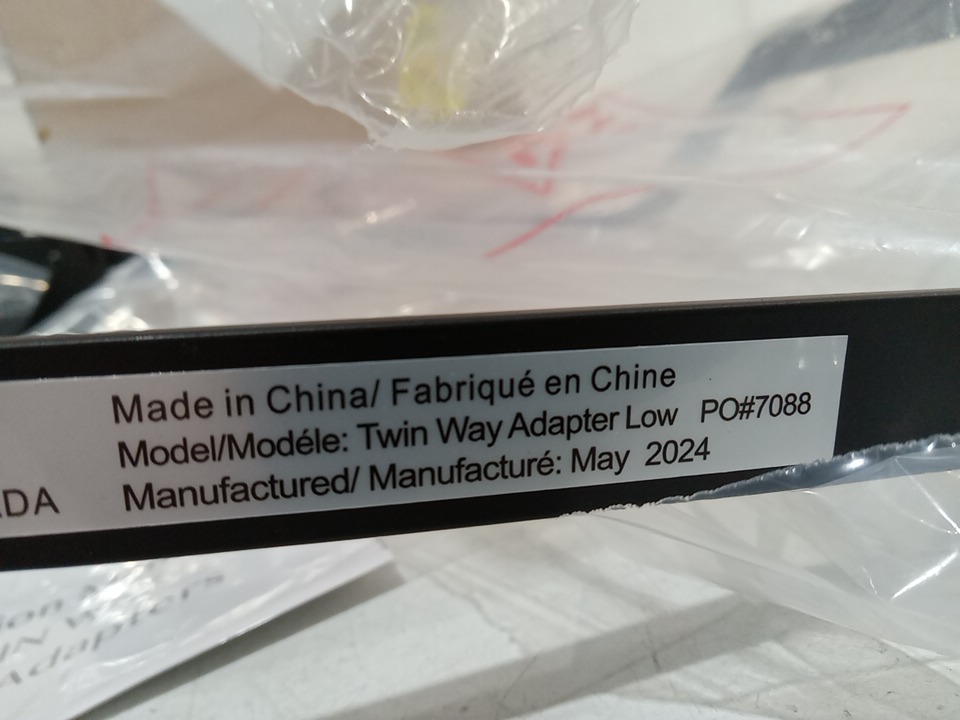 Made in China/ Fabriqué en Chine
Model/Modéle: Twin Way Adapter Low PO#7088
Manufactured/ Manufacturé: May 2024
DA
Adapters